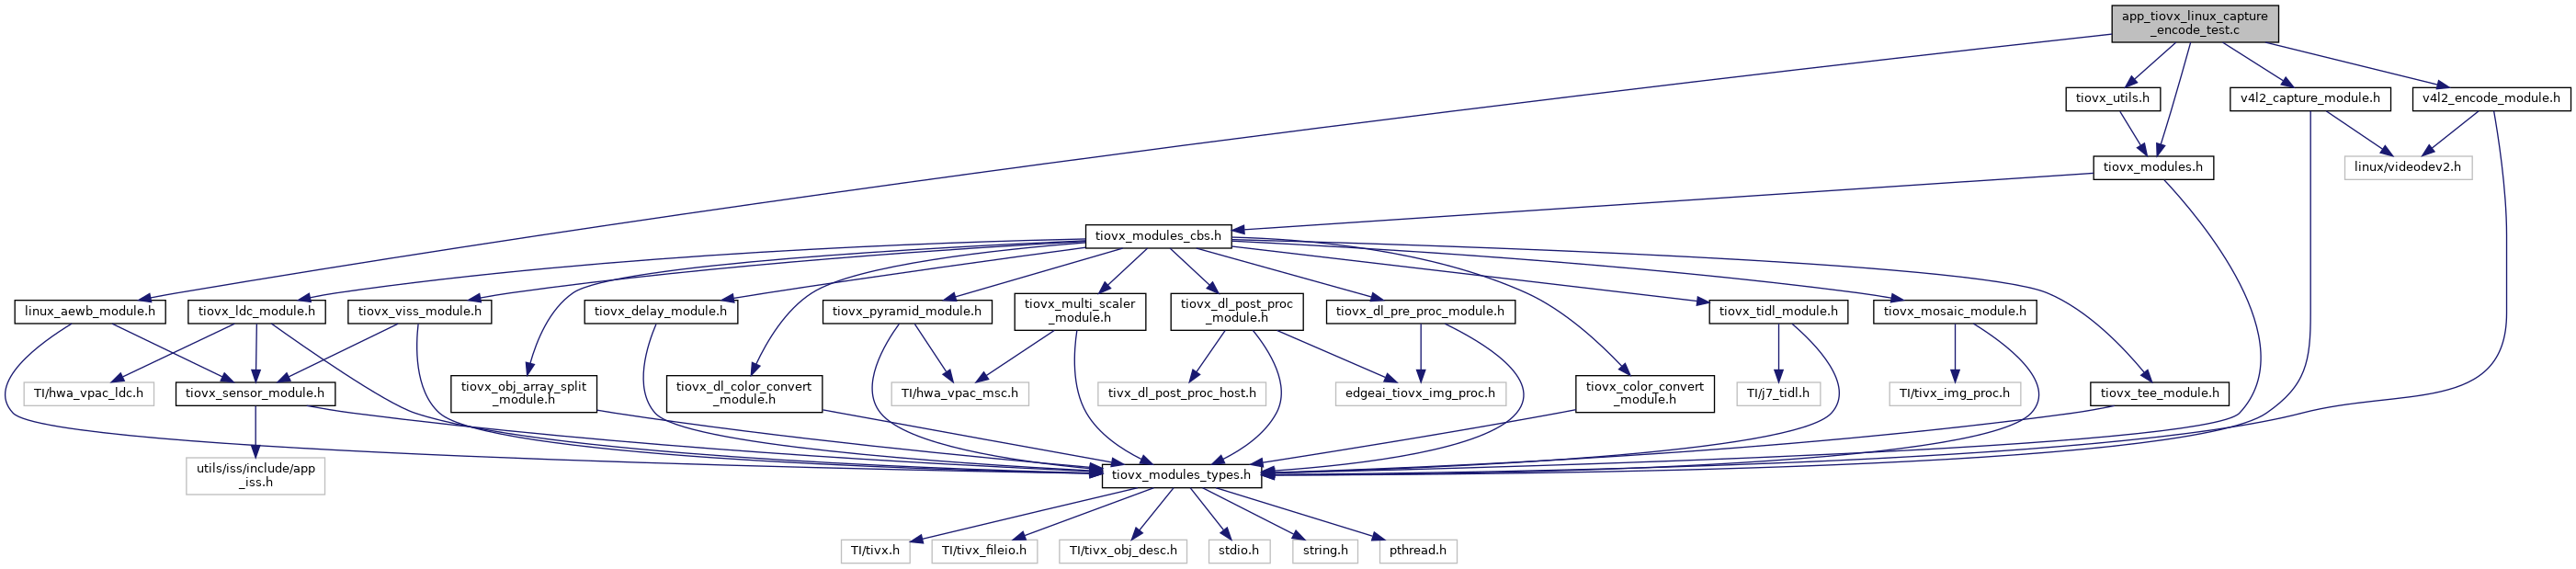 app_tiovx_linux_capture
_encode_test.c
tiovx_utils.h
v4l2_capture_module.h
v4l2_encode_module.h
tiovx_modules.h
linux/videodev2.h
tiovx_modules_cbs.h
linux_aewb_module.h
tiovx_ldc_module.h
tiovx_viss_module.h
tiovx_delay_module.h
tiovx_pyramid_module.h
tiovx_multi_scaler
_module.h
tiovx_dl_post_proc
_module.h
tiovx_dl_pre_proc_module.h
tiovx_tidl_module.h
tiovx_mosaic_module.h
TI/hwa_vpac_ldc.h
tiovx_sensor_module.h
tiovx_obj_array_split
_module.h
tiovx_dl_color_convert
_module.h
TI/hwa_vpac_msc.h
tivx_dl_post_proc_host.h
edgeai_tiovx_img_proc.h
tiovx_color_convert
_module.h
TI/j7_tidl.h
TI/tivx_img_proc.h
tiovx_tee_module.h
utils/iss/include/app
_iss.h
tiovx_modules_types.h
TI/tivx.h
TI/tivx_fileio.h
TI/tivx_obj_desc.h
stdio.h
string.h
pthread.h